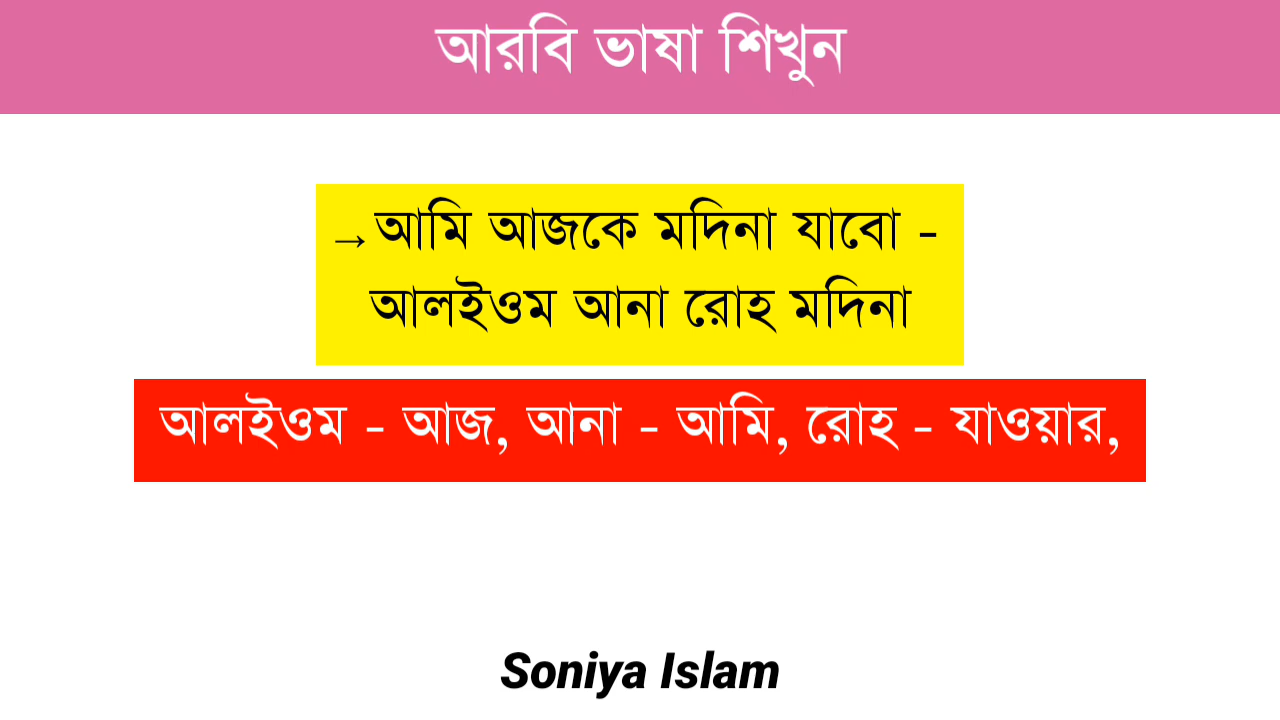 আরবি ভাষা শিখুন
→আমি আজকে মদিনা যাবো -
আলইওম আনা রোহ মদিনা
আলইওম - আজ, আনা - আমি, রোহ - যাওয়ার,
Soniya Islam